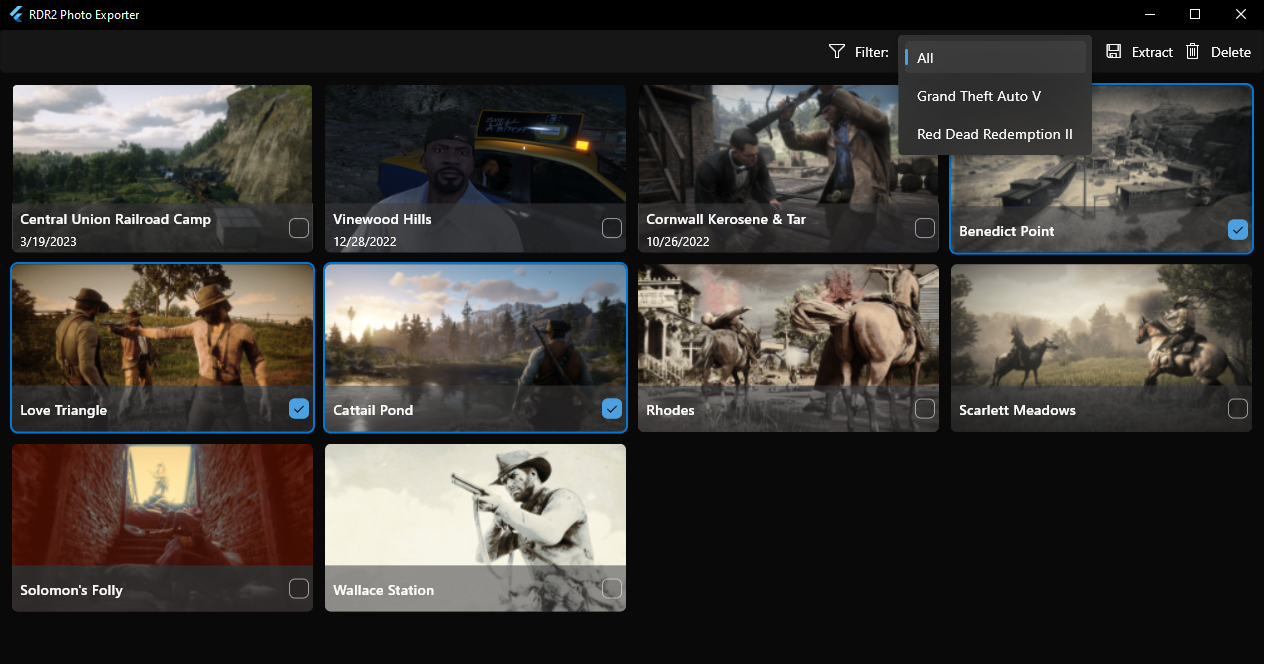 RDR2 Photo Exporter
Filter:
All
Grand Theft Auto V
Red Dead Redemption II
Extract
Delete
Central Union Railroad Camp
3/19/2023
Vinewood Hills
12/28/2022
Cornwall Kerosene & Tar
10/26/2022
Benedict Point
Love Triangle
Cattail Pond
Rhodes
Scarlett Meadows
Solomon's Folly
Wallace Station